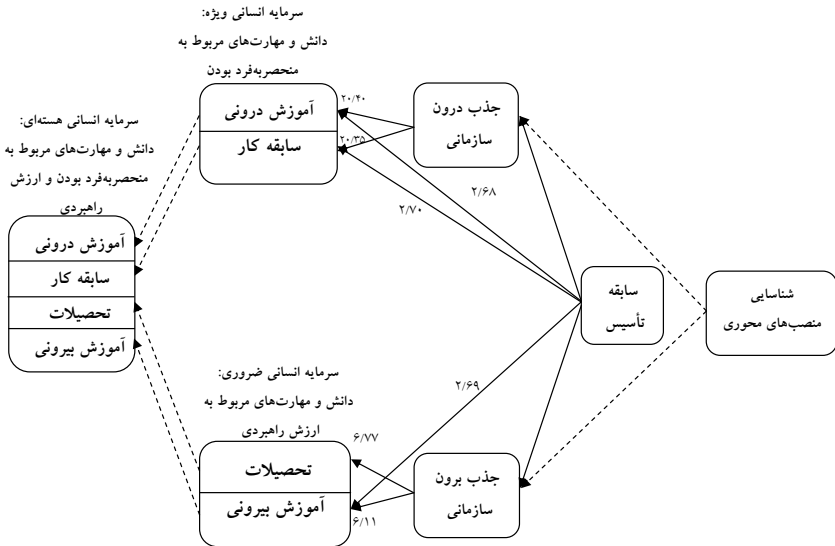 سرمایه انسانی ویژه:
دانش و مهارت‌های مربوط به
منحصربه‌فرد بودن
آموزش درونی
سابقه کار
۲۰/۴۰
۲۰/۳۵
جذب درون
سازمانی
سرمایه انسانی هسته‌ای:
دانش و مهارت‌های مربوط به
منحصربه‌فرد بودن و ارزش
راهبردی
آموزش درونی
سابقه کار
تحصیلات
آموزش بیرونی
۲/۶۸
۲/۷۰
سابقه
تأسیس
شناسایی
منصب‌های محوری
۲/۶۹
سرمایه انسانی ضروری:
دانش و مهارت‌های مربوط به
ارزش راهبردی
۶/۷۷
تحصیلات
آموزش بیرونی
۶/۱۱
جذب برون
سازمانی